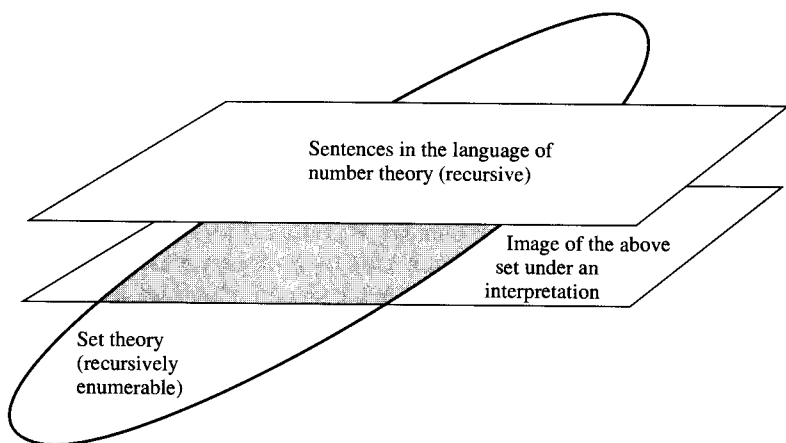 Sentences in the language of
number theory (recursive)
Image of the above
set under an
interpretation
Set theory
(recursively
enumerable)